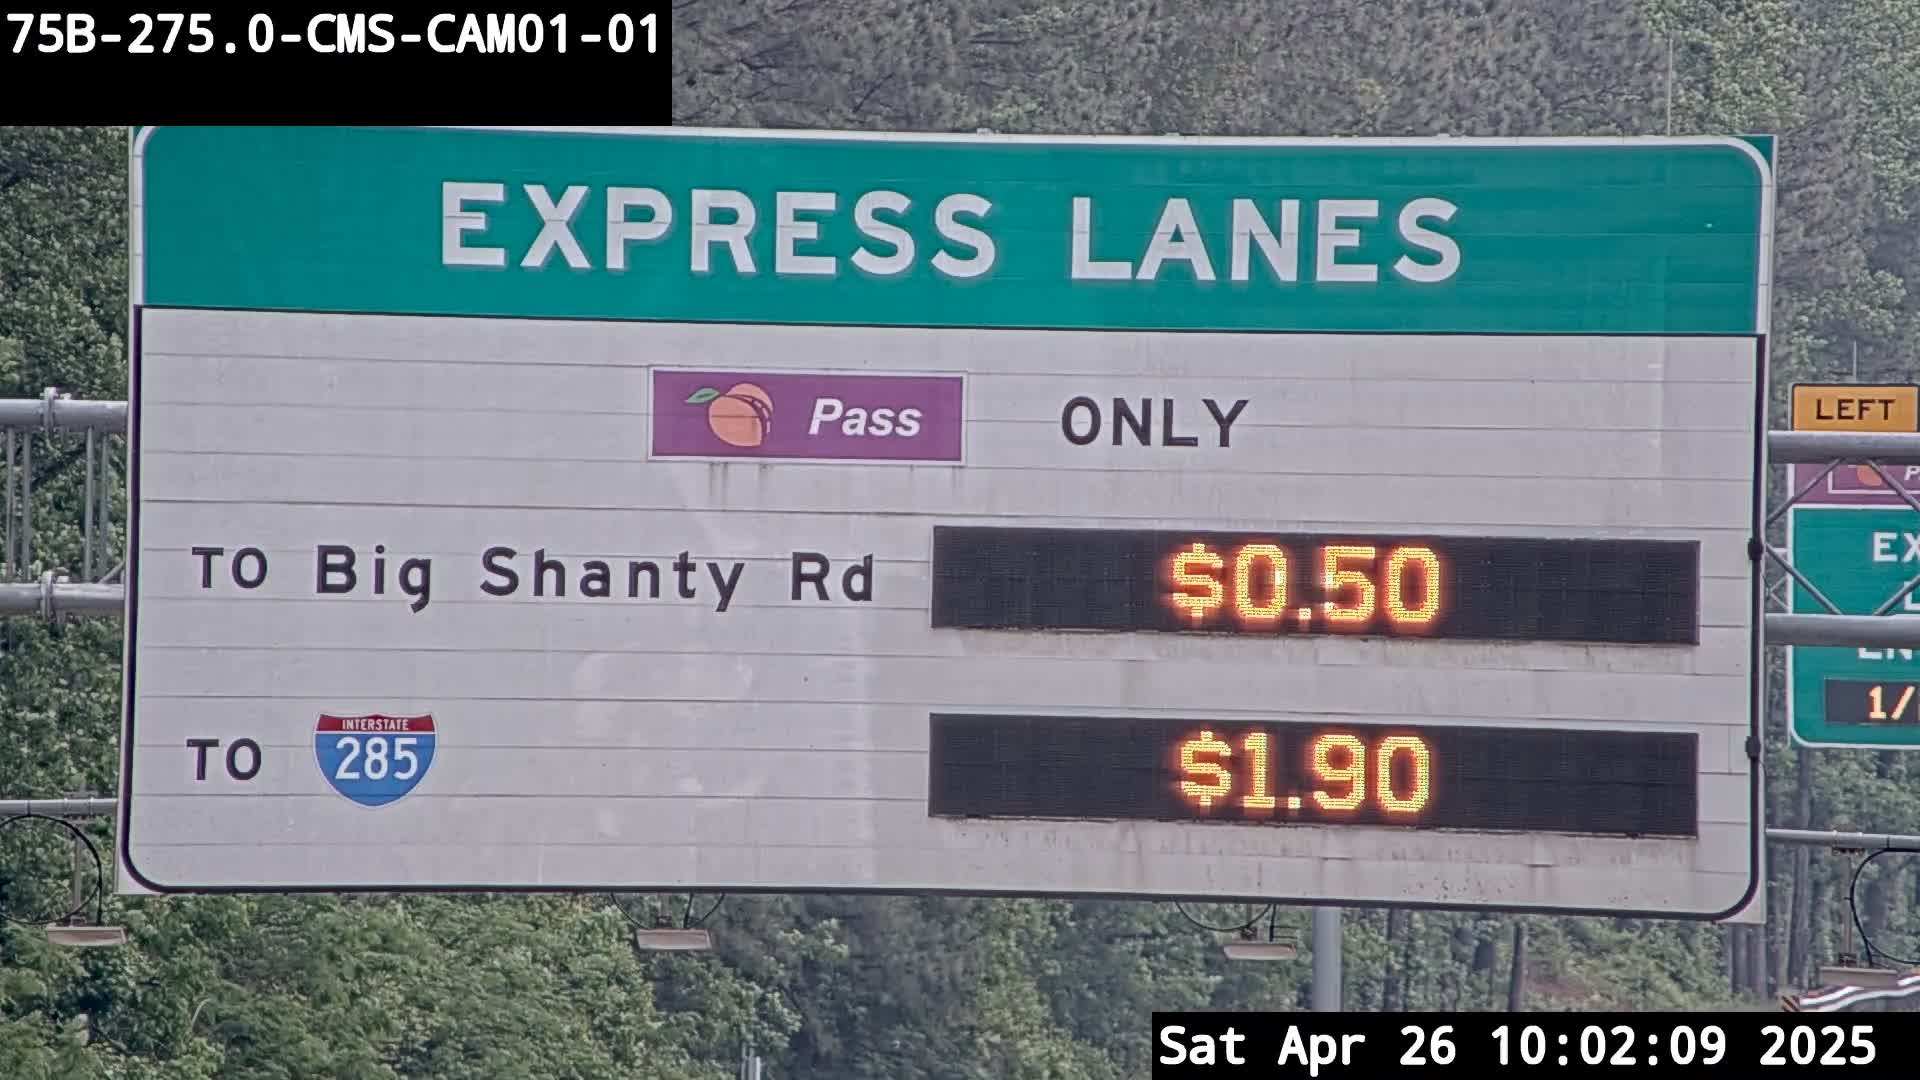 75B-275.0-CMS-CAM01-01
EXPRESS LANES
Pass ONLY
LEFT
TO Big Shanty Rd $0.50
TO INTERSTATE 285 $1.90
1/
Sat Apr 26 10:02:09 2025